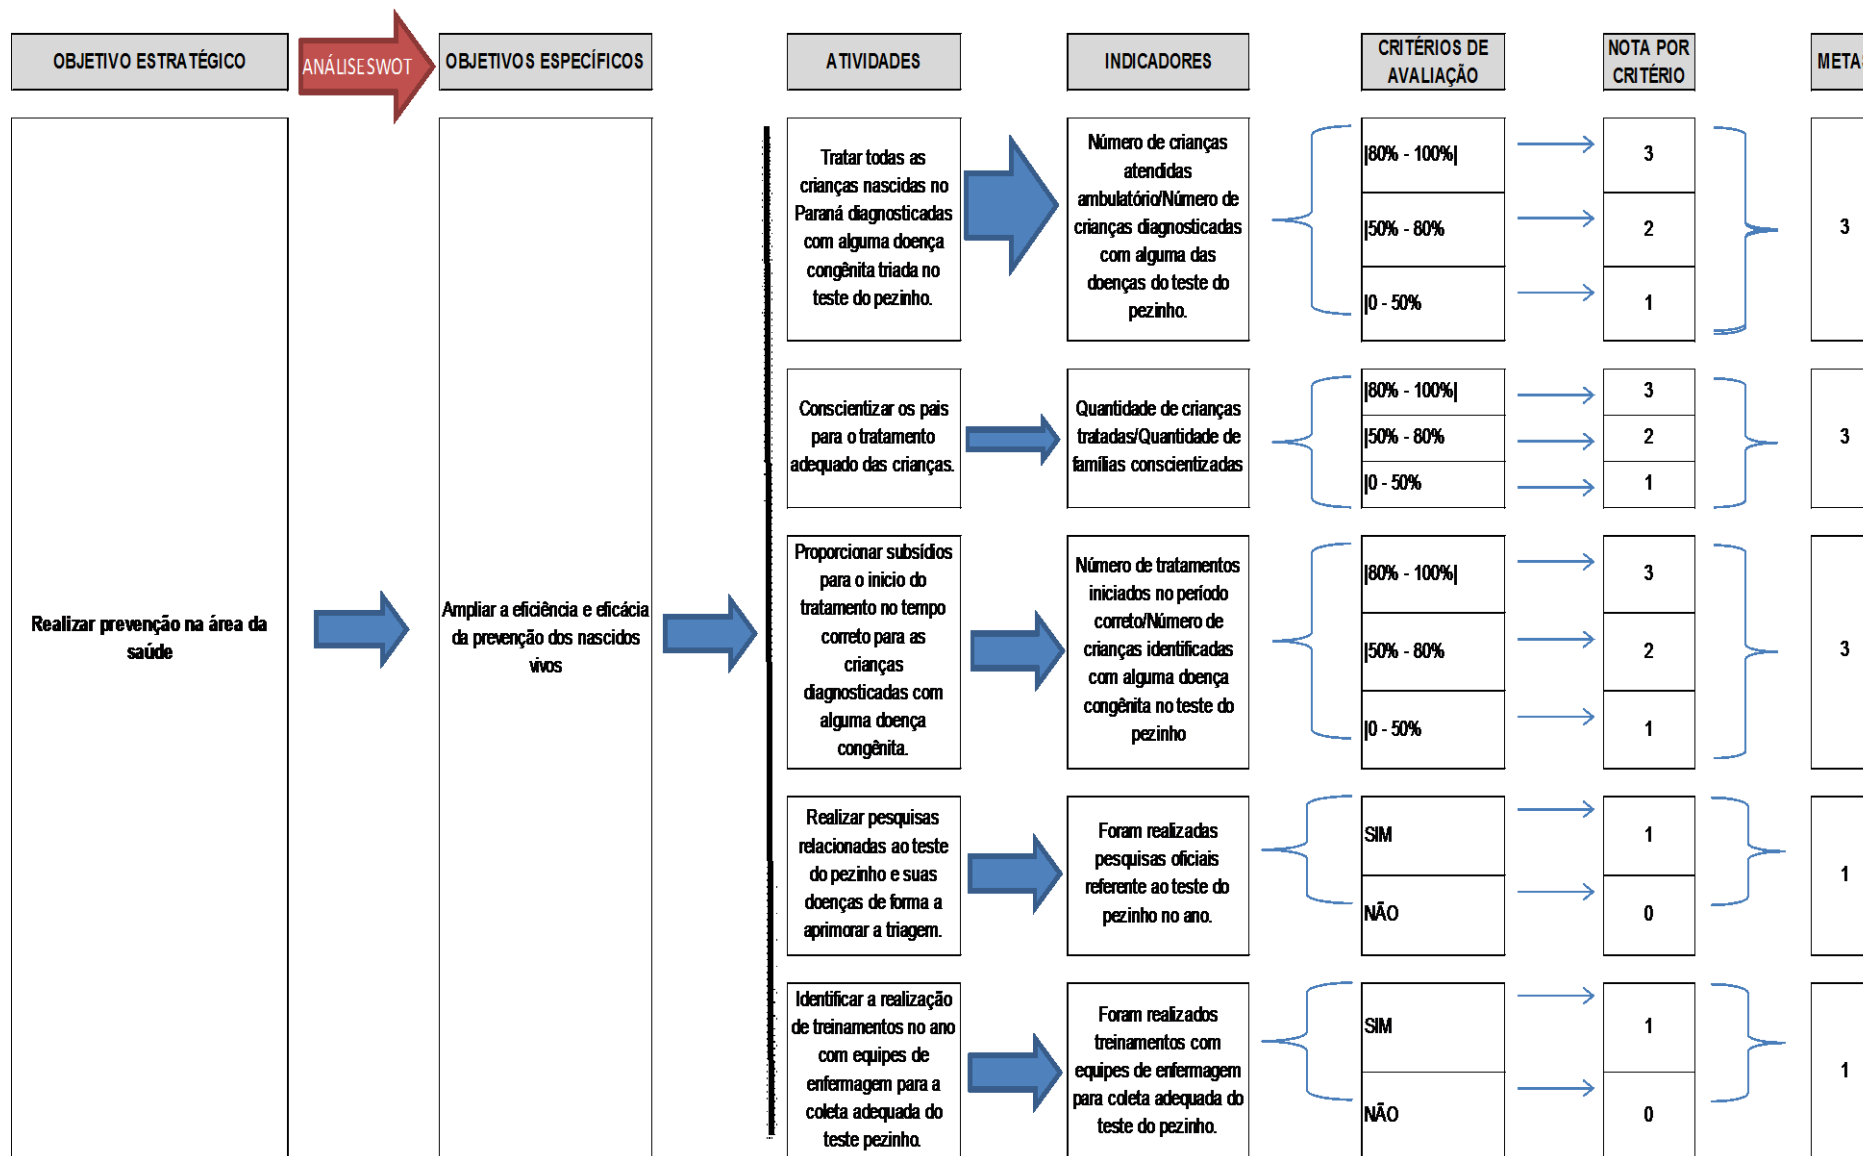 OBJETIVO ESTRATÉGICO
ANÁLISE SWOT
OBJETIVOS ESPECÍFICOS
ATIVIDADES
INDICADORES
CRITÉRIOS DE
AVALIAÇÃO
NOTA POR
CRITÉRIO
METAS
Realizar prevenção na área da
saúde
Ampliar a eficiência e eficácia
da prevenção dos nascidos
vivos
Tratar todas as
crianças nascidas no
Paraná diagnosticadas
com alguma doença
congênita triada no
teste do pezinho.
Número de crianças
atendidas
ambulatório/Número de
crianças diagnosticadas
com alguma das
doenças do teste do
pezinho.
|80% - 100%|
3
|50% - 80%
2
|0 - 50%
1
3
Conscientizar os pais
para o tratamento
adequado das crianças.
Quantidade de crianças
tratadas/Quantidade de
famílias conscientizadas
|80% - 100%|
3
|50% - 80%
2
|0 - 50%
1
3
Proporcionar subsídios
para o inicio do
tratamento no tempo
correto para as
crianças
diagnosticadas com
alguma doença
congênita.
Número de tratamentos
iniciados no período
correto/Número de
crianças identificadas
com alguma doença
congênita no teste do
pezinho
|80% - 100%|
3
|50% - 80%
2
|0 - 50%
1
3
Realizar pesquisas
relacionadas ao teste
do pezinho e suas
doenças de forma a
aprimorar a triagem.
Foram realizadas
pesquisas oficiais
referente ao teste do
pezinho no ano.
SIM
1
NÃO
0
1
Identificar a realização
de treinamentos no ano
com equipes de
enfermagem para a
coleta adequada do
teste pezinho.
Foram realizados
treinamentos com
equipes de enfermagem
para coleta adequada do
teste do pezinho.
SIM
1
NÃO
0
1